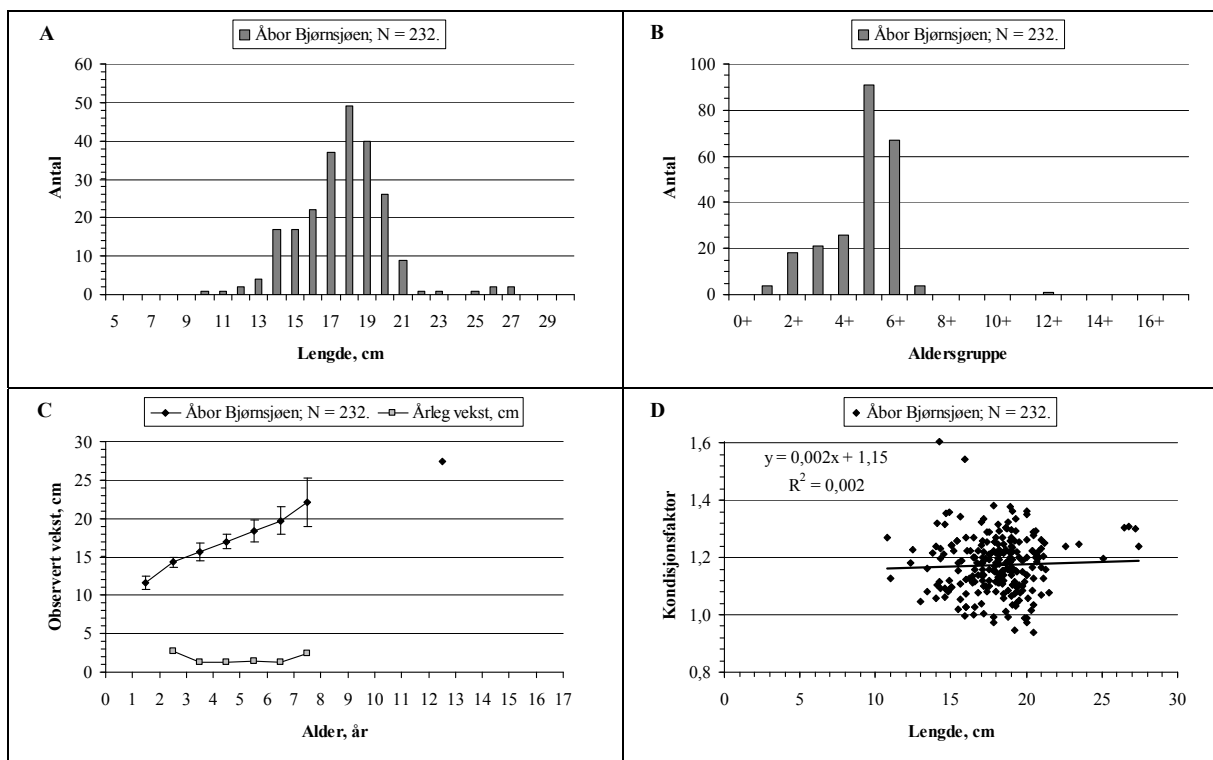 A
Åbor Bjørnsjøen; N = 232.
60
50
40
30
20
10
0
Antal
5 7 9 11 13 15 17 19 21 23 25 27 29
Lengde, cm
B
Åbor Bjørnsjøen; N = 232.
100
80
60
40
20
0
Antal
0+ 2+ 4+ 6+ 8+ 10+ 12+ 14+ 16+
Aldersgruppe
C
Åbor Bjørnsjøen; N = 232. Årleg vekst, cm
30
25
20
15
10
5
0
Observert vekst, cm
0 1 2 3 4 5 6 7 8 9 10 11 12 13 14 15 16 17
Alder, år
D
Åbor Bjørnsjøen; N = 232.
y = 0,002x + 1,15
R² = 0,002
1,6
1,4
1,2
1,0
0,8
Kondisjonsfaktor
0 5 10 15 20 25 30
Lengde, cm